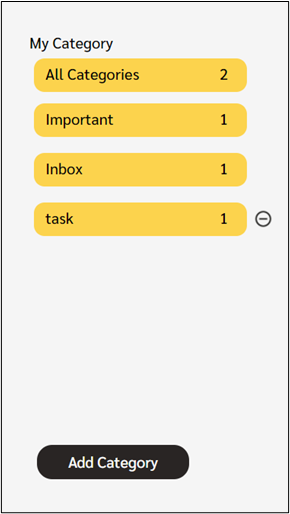 My Category
All Categories 2
Important 1
Inbox 1
task 1
Add Category